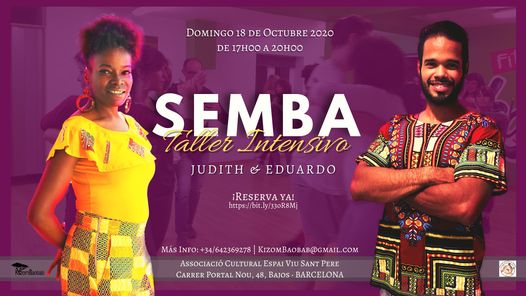 Domingo 18 de Octubre 2020
de 17h00 a 20h00
SEMBA
Taller Intensivo
Judith & Eduardo
¡Reserva ya!
https://bit.ly/33oR8Mj
Más Info: +34/642369278 | KizomBaobab@gmail.com
Associació Cultural Espai Viu Sant Pere
Carrer Portal Nou, 48, Bajos - BARCELONA
KizomBaobab